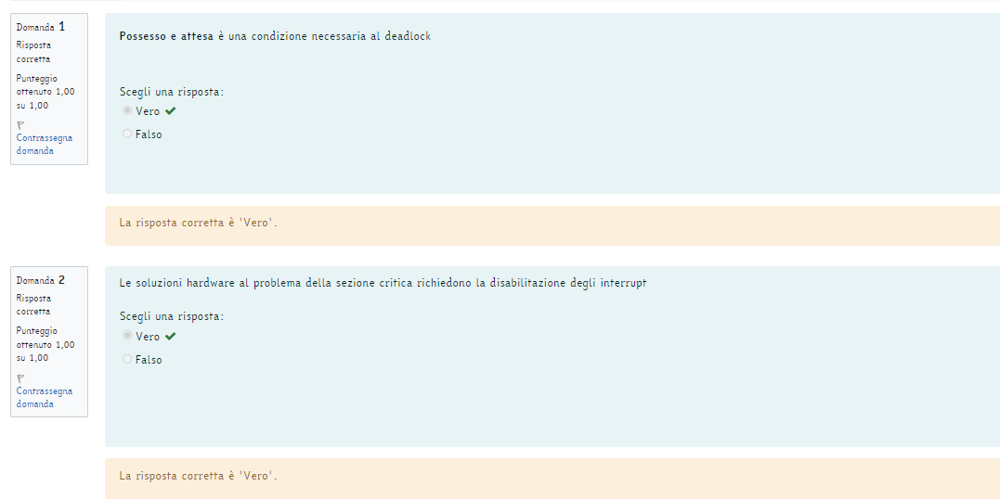 Domanda 1
Risposta
corretta
Punteggio
ottenuto 1,00
su 1,00
Contrassegna
domanda
Possesso e attesa è una condizione necessaria al deadlock
Scegli una risposta:
Vero
Falso
La risposta corretta è 'Vero'.
Domanda 2
Risposta
corretta
Punteggio
ottenuto 1,00
su 1,00
Contrassegna
domanda
Le soluzioni hardware al problema della sezione critica richiedono la disabilitazione degli interrupt
Scegli una risposta:
Vero
Falso
La risposta corretta è 'Vero'.